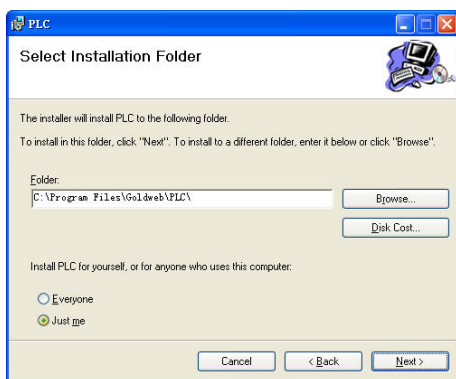 PLC
Select Installation Folder
The installer will install PLC to the following folder.
To install in this folder, click "Next". To install to a different folder, enter it below or click "Browse".
Folder:
C:\Program Files\Goldweb\PLC\
Browse...
Disk Cost...
Install PLC for yourself, or for anyone who uses this computer:
Everyone
Just me
Cancel
< Back
Next >